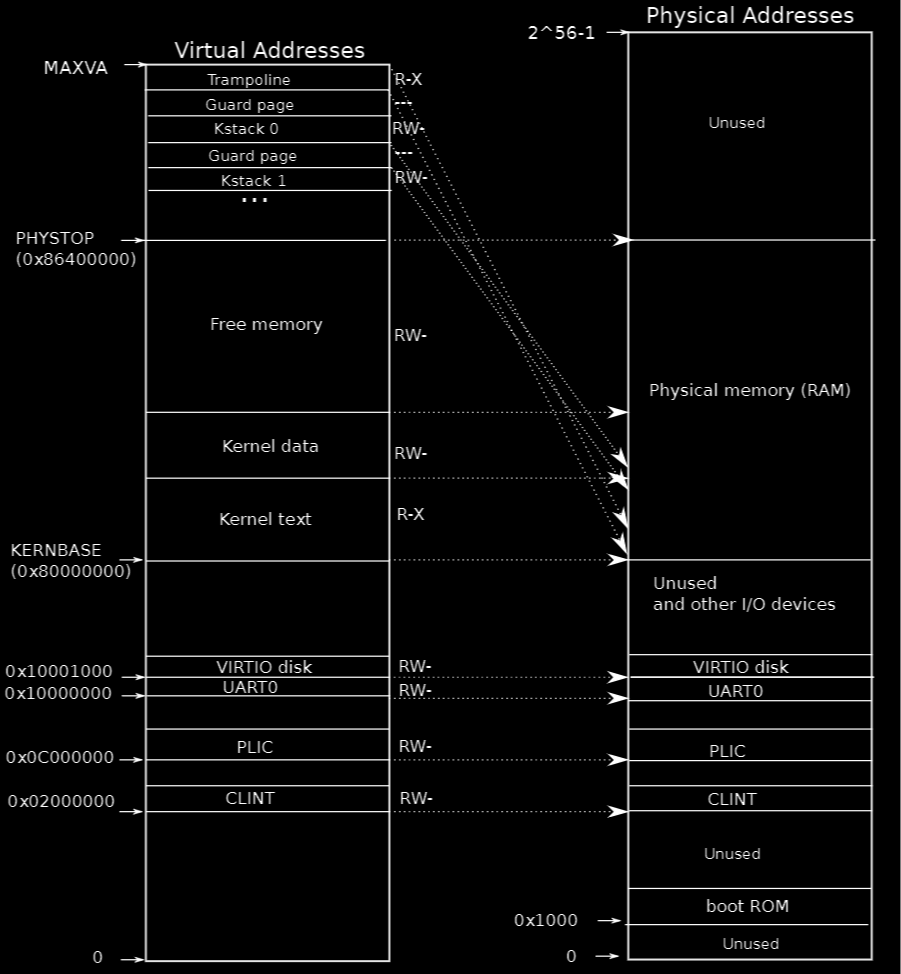 Physical Addresses
2^56-1
Virtual Addresses
MAXVA
Trampoline
R-X
Guard page
---
Kstack 0
RW-
Guard page
---
Kstack 1
RW-
...
Unused
PHYSTOP
(0x86400000)
Free memory
RW-
Physical memory (RAM)
Kernel data
RW-
Kernel text
R-X
KERNBASE
(0x80000000)
Unused
and other I/O devices
0x10001000
VIRTIO disk
RW-
VIRTIO disk
0x10000000
UART0
RW-
UART0
0x0C000000
PLIC
RW-
PLIC
0x02000000
CLINT
RW-
CLINT
Unused
boot ROM
0x1000
Unused
0
0